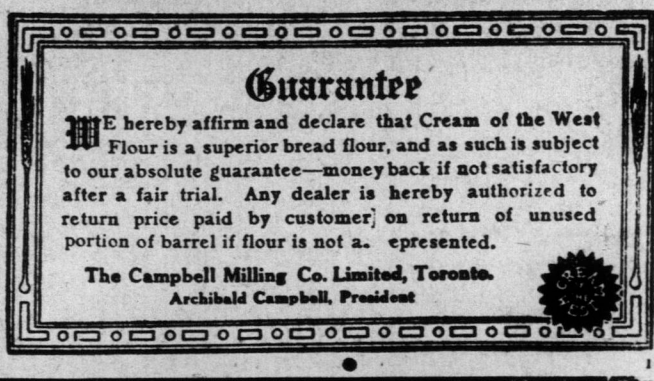 Guarantee
WE hereby affirm and declare that Cream of the West
Flour is a superior bread flour, and as such is subject
to our absolute guarantee—money back if not satisfactory
after a fair trial. Any dealer is hereby authorized to
return price paid by customer on return of unused
portion of barrel if flour is not a. epresented.
The Campbell Milling Co. Limited, Toronto.
Archibald Campbell, President
CREAM